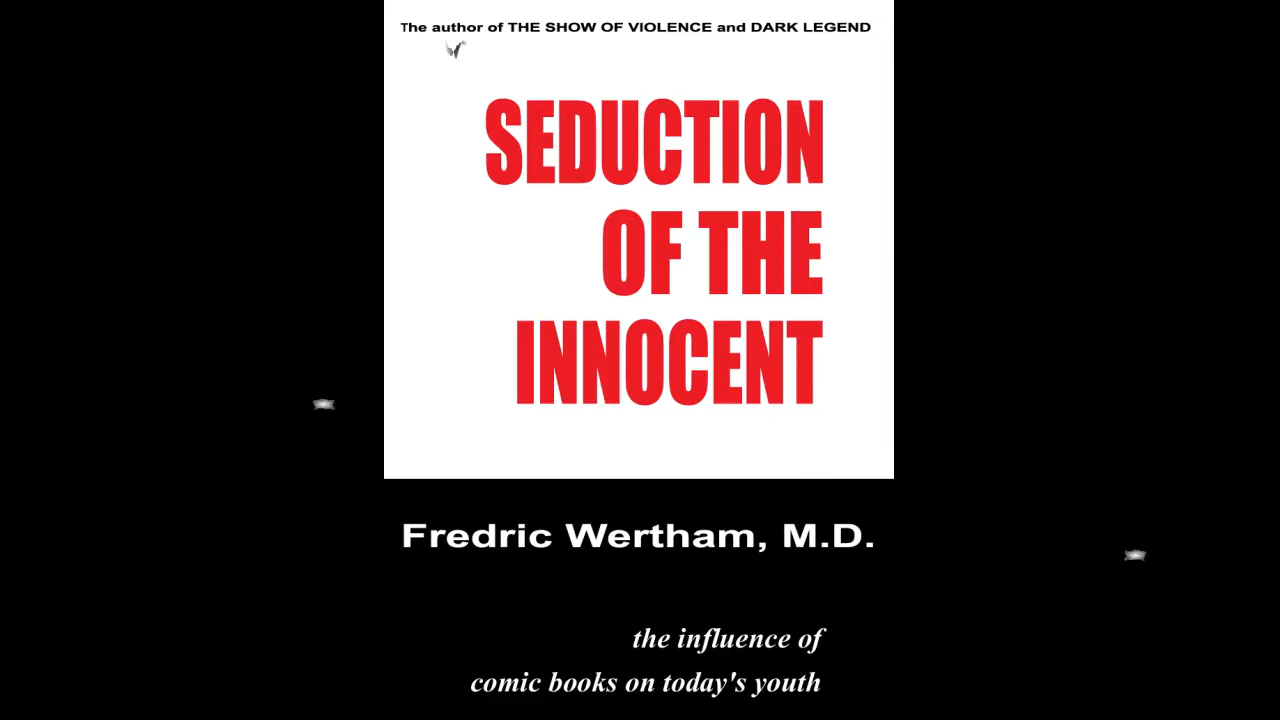 The author of THE SHOW OF VIOLENCE and DARK LEGEND
SEDUCTION
OF THE
INNOCENT
Fredric Wertham, M.D.
the influence of
comic books on today's youth